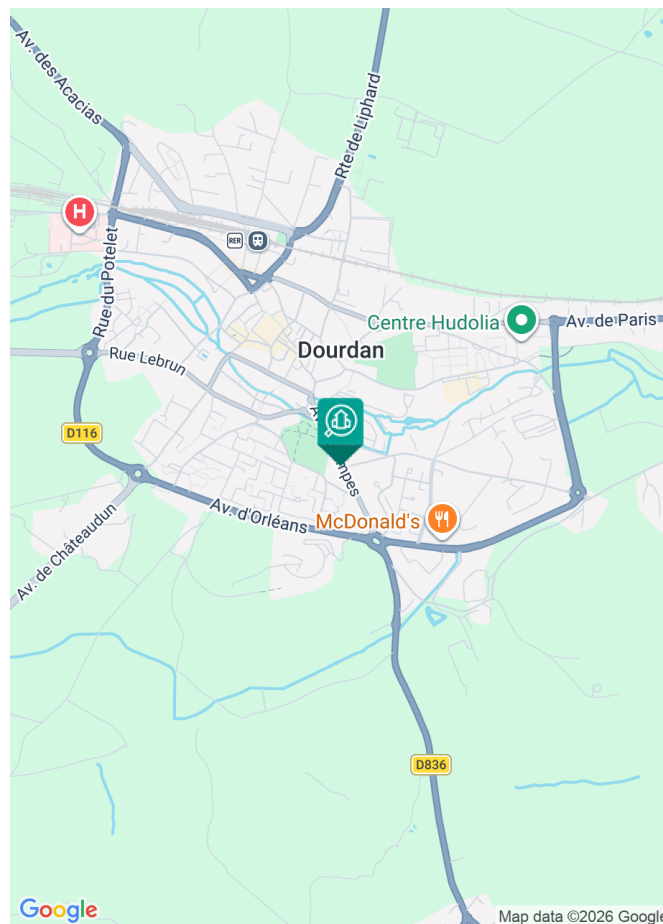 Av. des Acacias
Rte de Liphard
H
RER
Rue du Potelet
Centre Hudolia
Av. de Paris
Dourdan
Rue Lebrun
D116
Av. d'Orléans
McDonald's
Av. de Châteaudun
D836
Google
Map data ©2026 Google